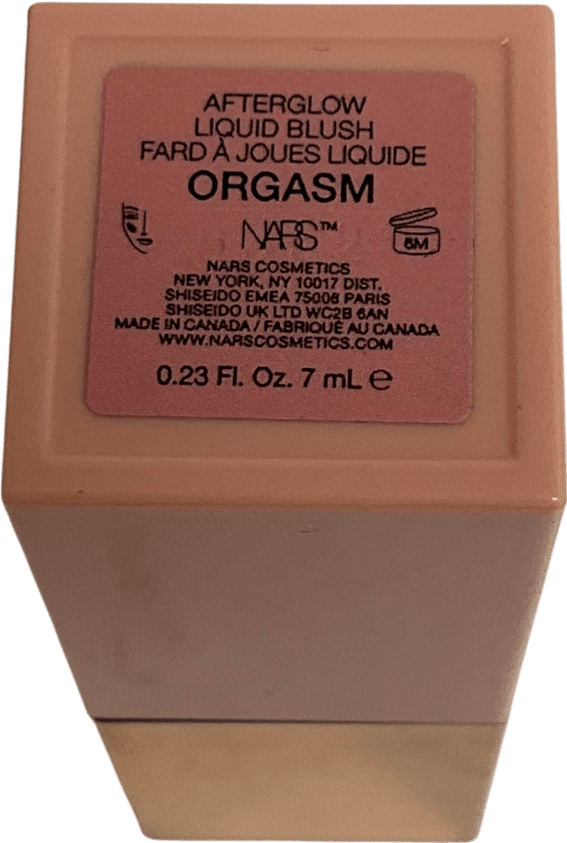 AFTERGLOW
LIQUID BLUSH
FARD À JOUES LIQUIDE
ORGASM
NARS™
6M
NARS COSMETICS
NEW YORK, NY 10017 DIST.
SHISEIDO EMEA 75008 PARIS
SHISEIDO UK LTD WC2B 6AN
MADE IN CANADA / FABRIQUÉ AU CANADA
WWW.NARSCOSMETICS.COM
0.23 Fl. Oz. 7 mL ℮